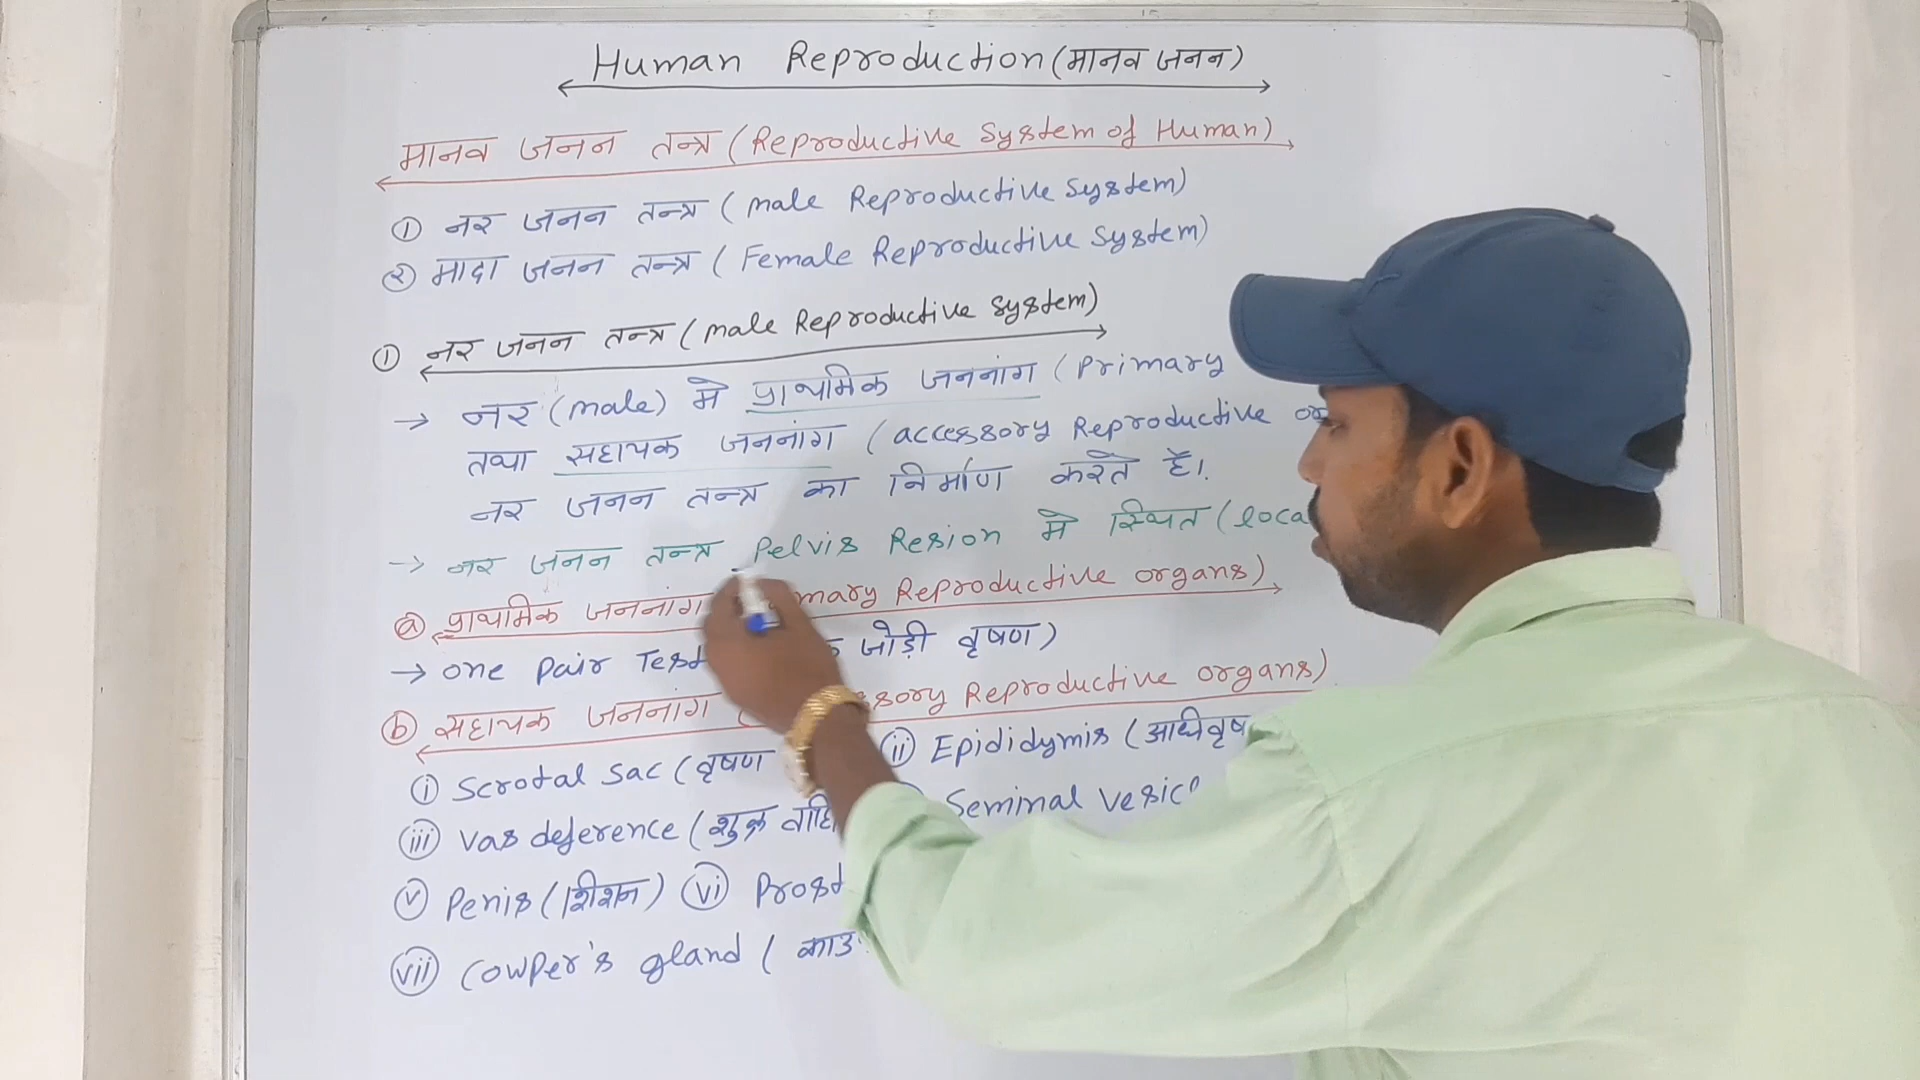 Human Reproduction (मानव जनन)
मानव जनन तन्त्र (Reproductive System of Human)
① नर जनन तन्त्र (male Reproductive System)
② मादा जनन तन्त्र (Female Reproductive System)
① नर जनन तन्त्र (male Reproductive System)
→ नर (male) मे प्राथमिक जननांग (Primary
तथा सहायक जननांग (accessory Reproductive
नर जनन तन्त्र का निर्माण करते है।
→ नर जनन तन्त्र Pelvis Resion मे स्थित (loca
ⓐ प्राथमिक जननांग mary Reproductive organs)
→ one pair Test जोड़ी वृषण)
ⓑ सहायक जननांग ( ssory Reproductive organs)
ⓘ Scrotal Sac (वृषण ⓘⓘ Epididymis (अधिवृष
(iii) Vas deference (शुक्र वाहि Seminal vesic
(v) Penis (शिशन) (vi) Prost
(vii) Cowper's gland ( काउ